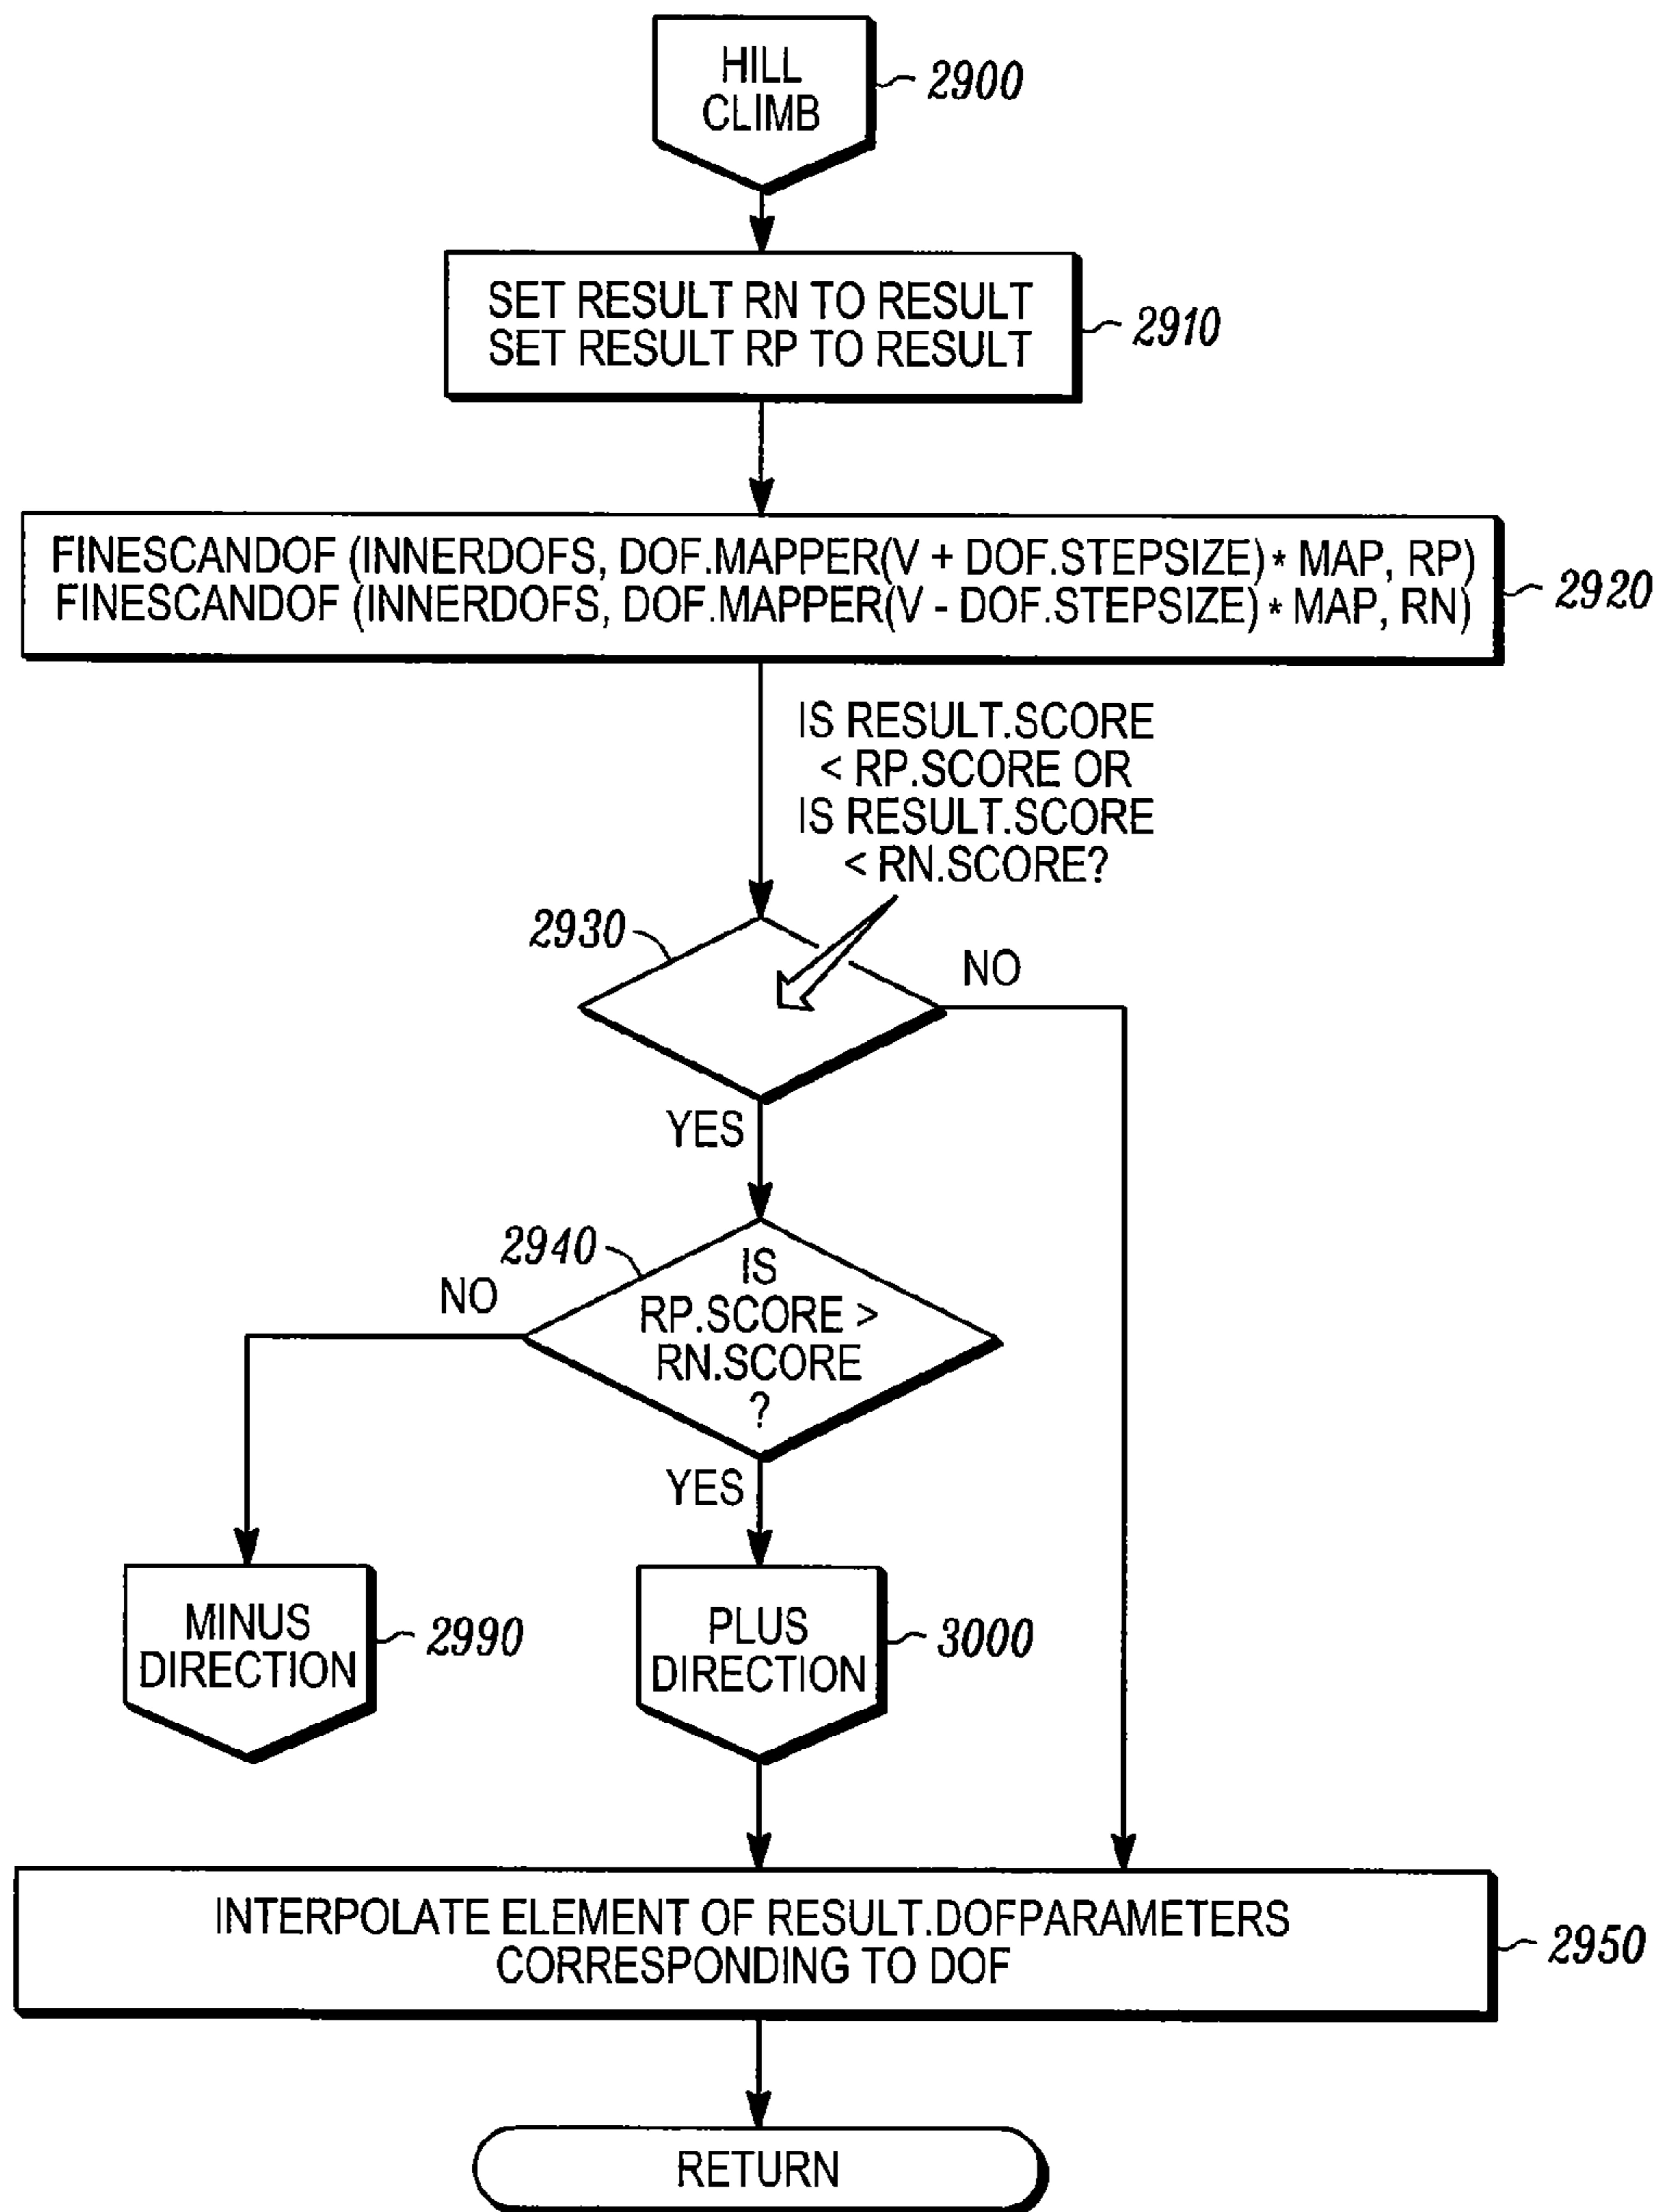 HILL
CLIMB
2900
SET RESULT RN TO RESULT
SET RESULT RP TO RESULT
2910
FINESCANDOF (INNERDOFS, DOF.MAPPER(V + DOF.STEPSIZE) * MAP, RP)
FINESCANDOF (INNERDOFS, DOF.MAPPER(V - DOF.STEPSIZE) * MAP, RN)
2920
IS RESULT.SCORE
< RP.SCORE OR
IS RESULT.SCORE
< RN.SCORE?
2930
NO
YES
2940
NO
IS
RP.SCORE >
RN.SCORE
?
YES
MINUS
DIRECTION
2990
PLUS
DIRECTION
3000
INTERPOLATE ELEMENT OF RESULT.DOFPARAMETERS
CORRESPONDING TO DOF
2950
RETURN